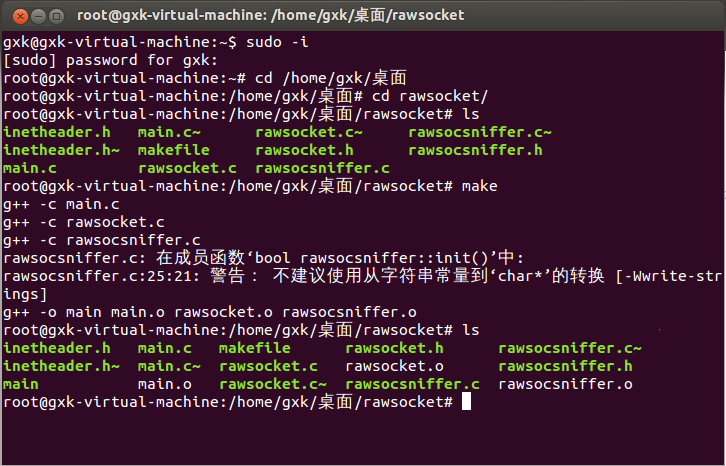 root@gxk-virtual-machine: /home/gxk/桌面/rawsocket
gxk@gxk-virtual-machine:~$ sudo -i
[sudo] password for gxk:
root@gxk-virtual-machine:~# cd /home/gxk/桌面
root@gxk-virtual-machine:/home/gxk/桌面# cd rawsocket/
root@gxk-virtual-machine:/home/gxk/桌面/rawsocket# ls
inetheader.h   main.c~    rawsocket.c~   rawsocsniffer.c~
inetheader.h~  makefile   rawsocket.h    rawsocsniffer.h
main.c         rawsocket.c  rawsocsniffer.c
root@gxk-virtual-machine:/home/gxk/桌面/rawsocket# make
g++ -c main.c
g++ -c rawsocket.c
g++ -c rawsocsniffer.c
rawsocsniffer.c: 在成员函数‘bool rawsocsniffer::init()’中:
rawsocsniffer.c:25:21: 警告： 不建议使用从字符串常量到‘char*’的转换 [-Wwrite-str
ings]
g++ -o main main.o rawsocket.o rawsocsniffer.o
root@gxk-virtual-machine:/home/gxk/桌面/rawsocket# ls
inetheader.h   main.c   makefile      rawsocket.h      rawsocsniffer.c~
inetheader.h~  main.c~  rawsocket.c   rawsocket.o      rawsocsniffer.h
main           main.o   rawsocket.c~  rawsocsniffer.c  rawsocsniffer.o
root@gxk-virtual-machine:/home/gxk/桌面/rawsocket#